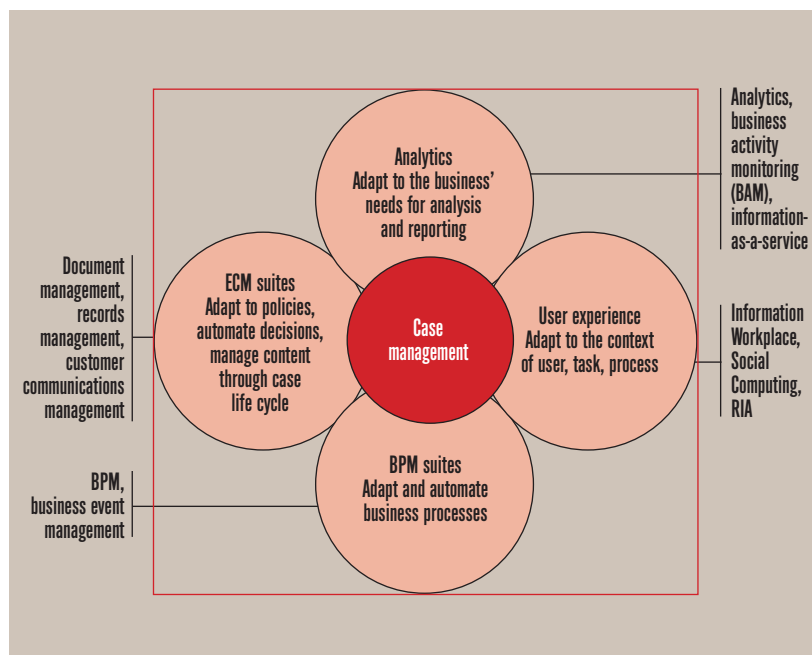 Analytics
Adapt to the business’
needs for analysis
and reporting
Analytics,
business
activity
monitoring
(BAM),
information-
as-a-service
Document
management,
records
management,
customer
communications
management
ECM suites
Adapt to policies,
automate decisions,
manage content
through case
life cycle
Case
management
User experience
Adapt to the context
of user, task, process
Information
Workplace,
Social
Computing,
RIA
BPM,
business event
management
BPM suites
Adapt and automate
business processes